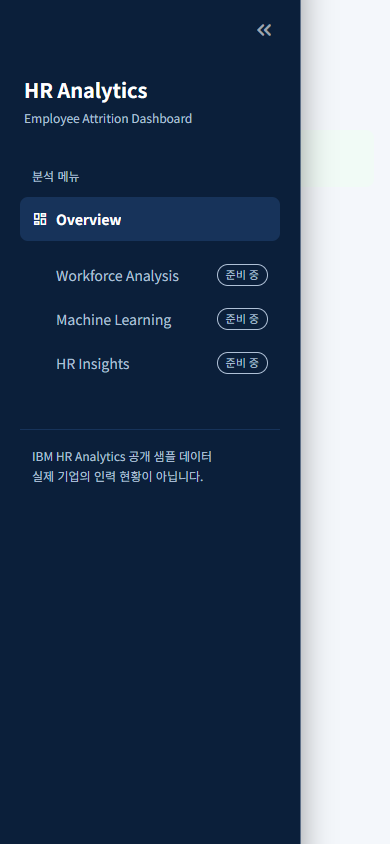 HR Analytics
Employee Attrition Dashboard
분석 메뉴
Overview
Workforce Analysis 준비 중
Machine Learning 준비 중
HR Insights 준비 중
IBM HR Analytics 공개 샘플 데이터
실제 기업의 인력 현황이 아닙니다.